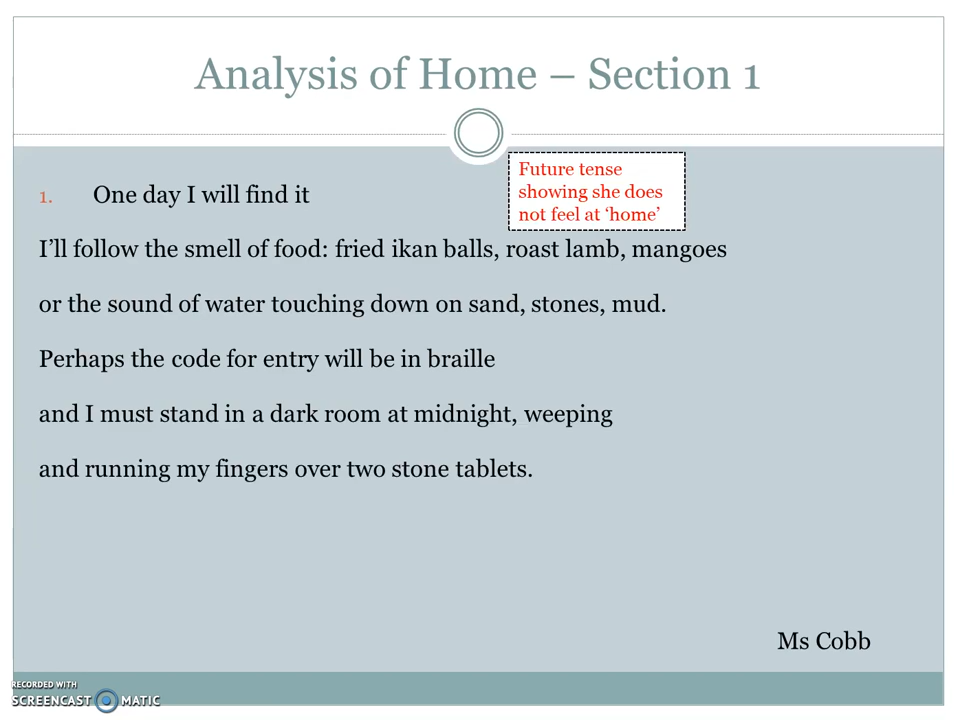 Analysis of Home – Section 1
Future tense
showing she does
not feel at ‘home’
1. One day I will find it
I’ll follow the smell of food: fried ikan balls, roast lamb, mangoes
or the sound of water touching down on sand, stones, mud.
Perhaps the code for entry will be in braille
and I must stand in a dark room at midnight, weeping
and running my fingers over two stone tablets.
Ms Cobb
RECORDED WITH
SCREENCAST MATIC